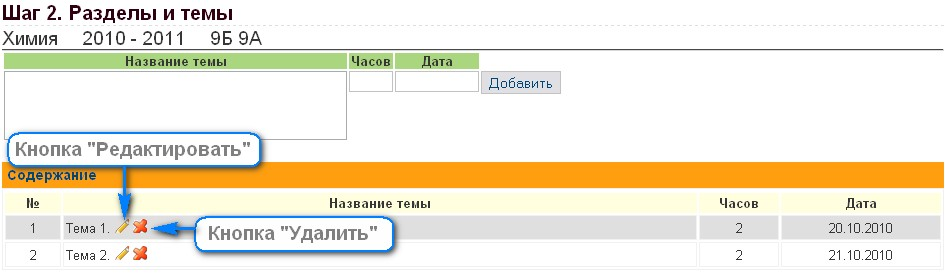 Шаг 2. Разделы и темы
Химия 2010 - 2011 9Б 9А
Название темы Часов Дата
Добавить
Кнопка "Редактировать"
Содержание
№ Название темы Часов Дата
1 Тема 1. 2 20.10.2010
Кнопка "Удалить"
2 Тема 2. 2 21.10.2010